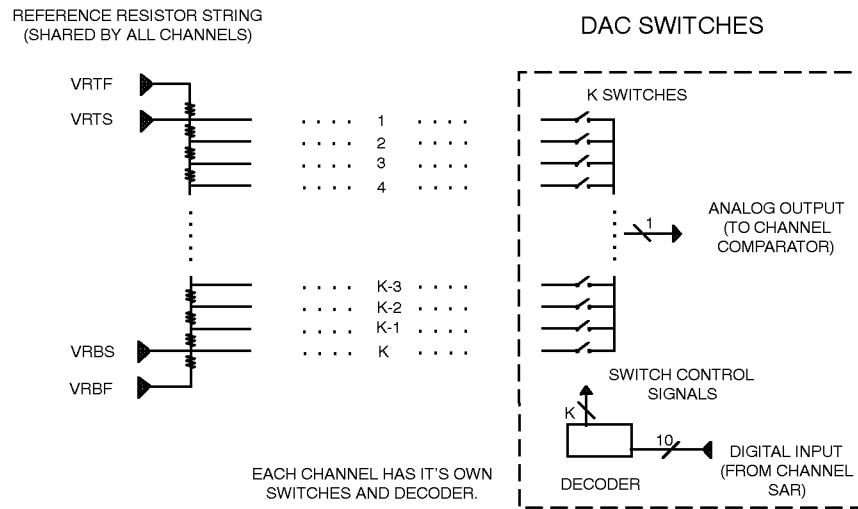 REFERENCE RESISTOR STRING
(SHARED BY ALL CHANNELS)
DAC SWITCHES
VRTF
VRTS
K SWITCHES
1
2
3
4
1
ANALOG OUTPUT
(TO CHANNEL
COMPARATOR)
K-3
K-2
K-1
K
VRBS
VRBF
SWITCH CONTROL
SIGNALS
K
10
DECODER
DIGITAL INPUT
(FROM CHANNEL
SAR)
EACH CHANNEL HAS IT'S OWN
SWITCHES AND DECODER.